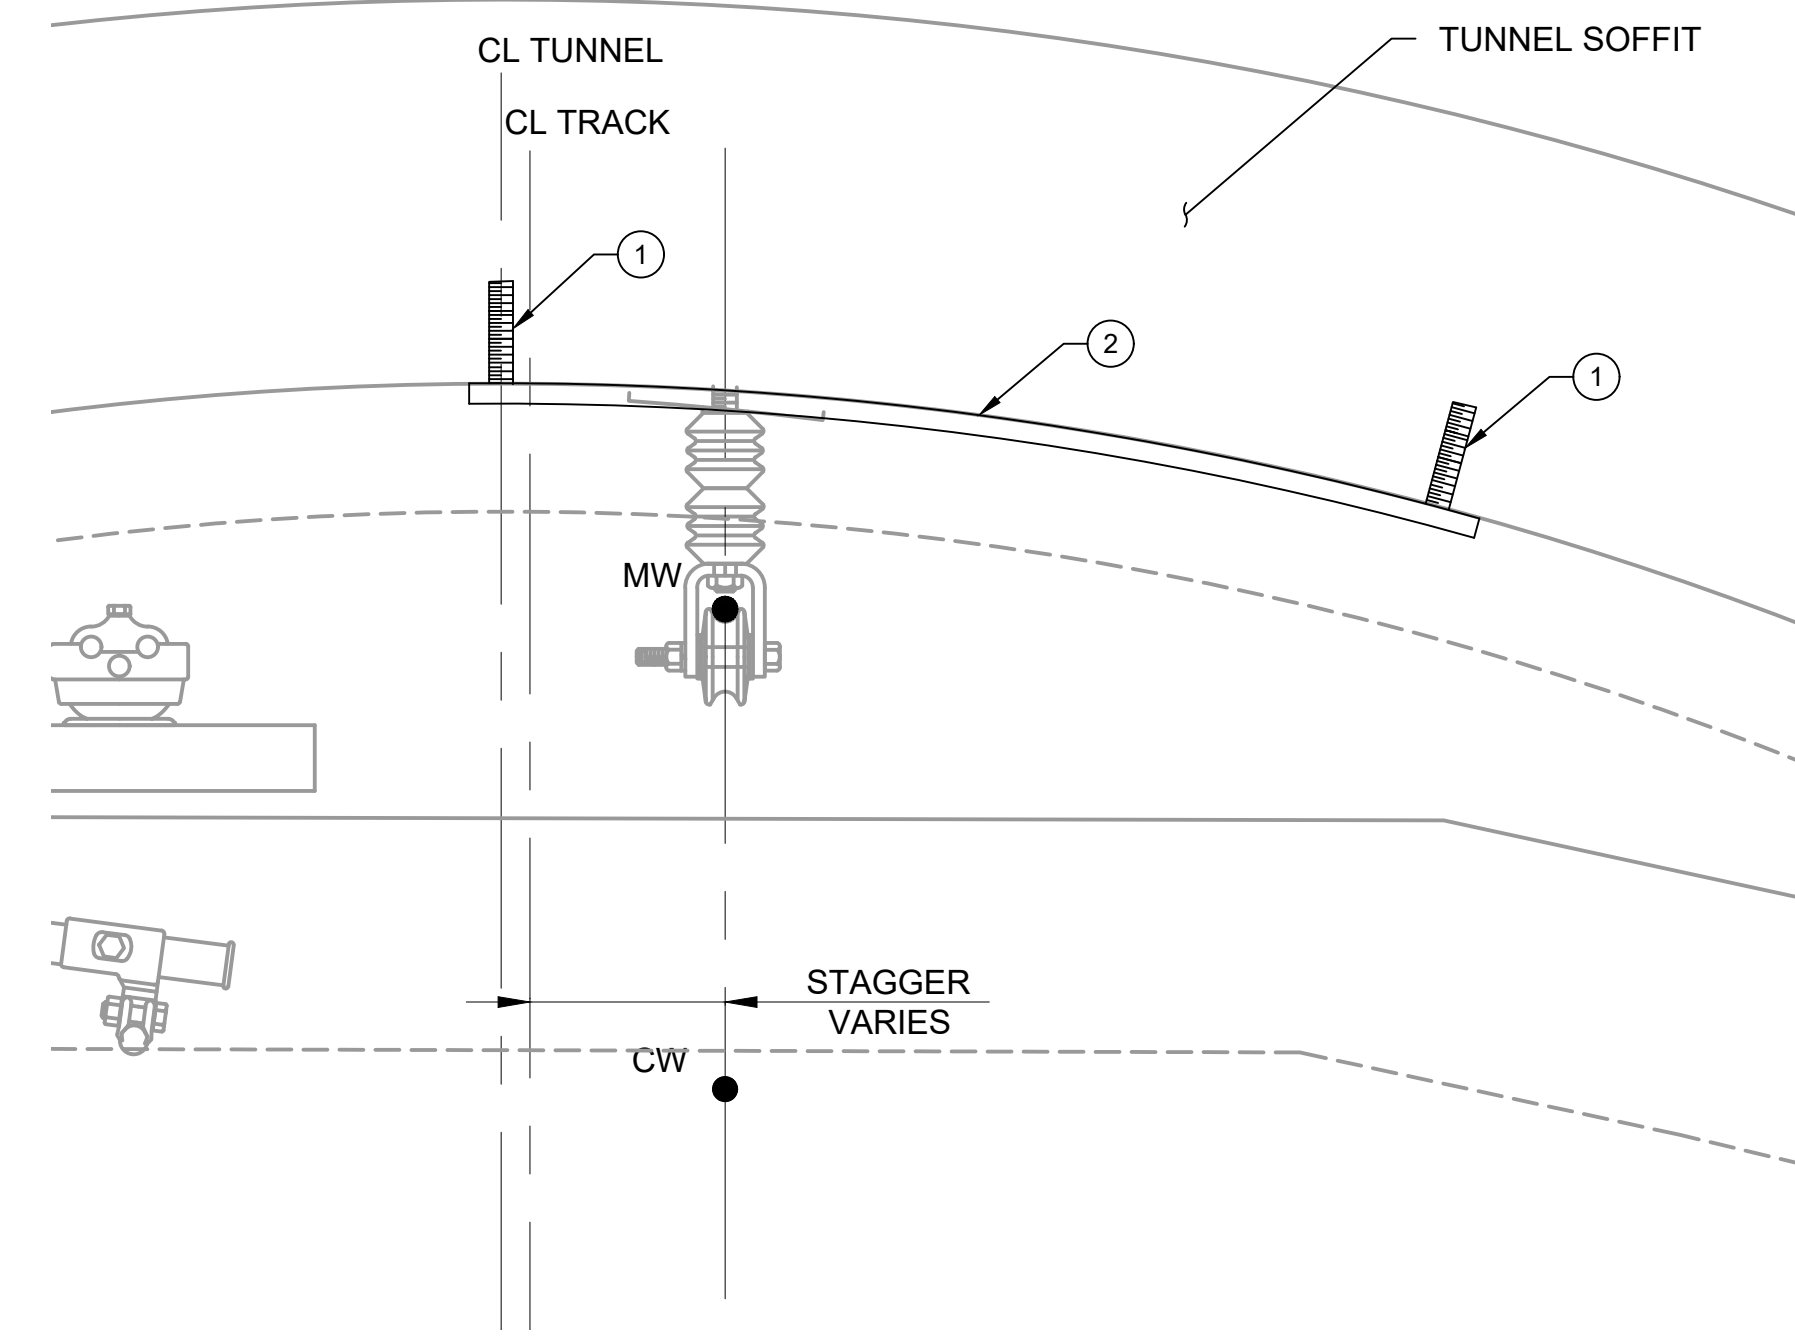 TUNNEL SOFFIT
CL TUNNEL
CL TRACK
1
2
1
MW
STAGGER
VARIES
CW